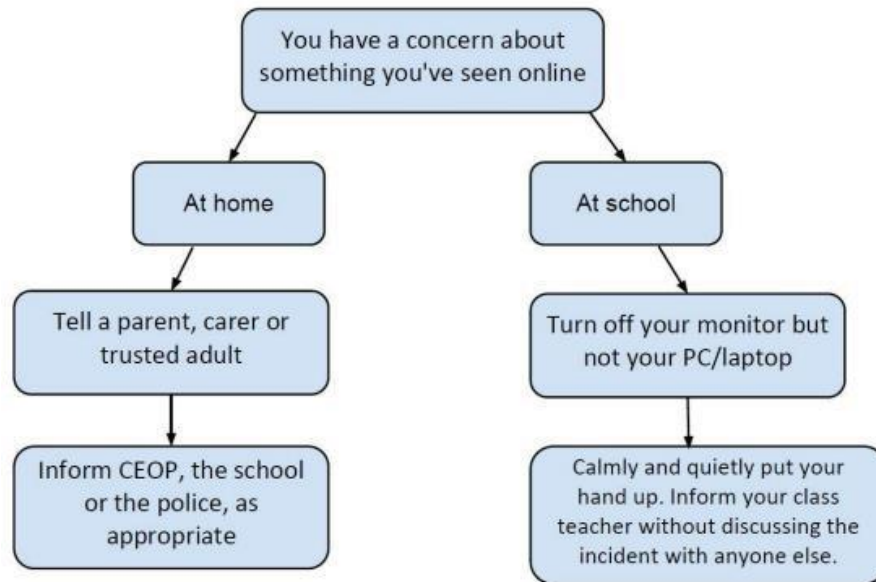 You have a concern about
something you've seen online
At home
At school
Tell a parent, carer or
trusted adult
Turn off your monitor but
not your PC/laptop
Inform CEOP, the school
or the police, as
appropriate
Calmly and quietly put your
hand up. Inform your class
teacher without discussing the
incident with anyone else.